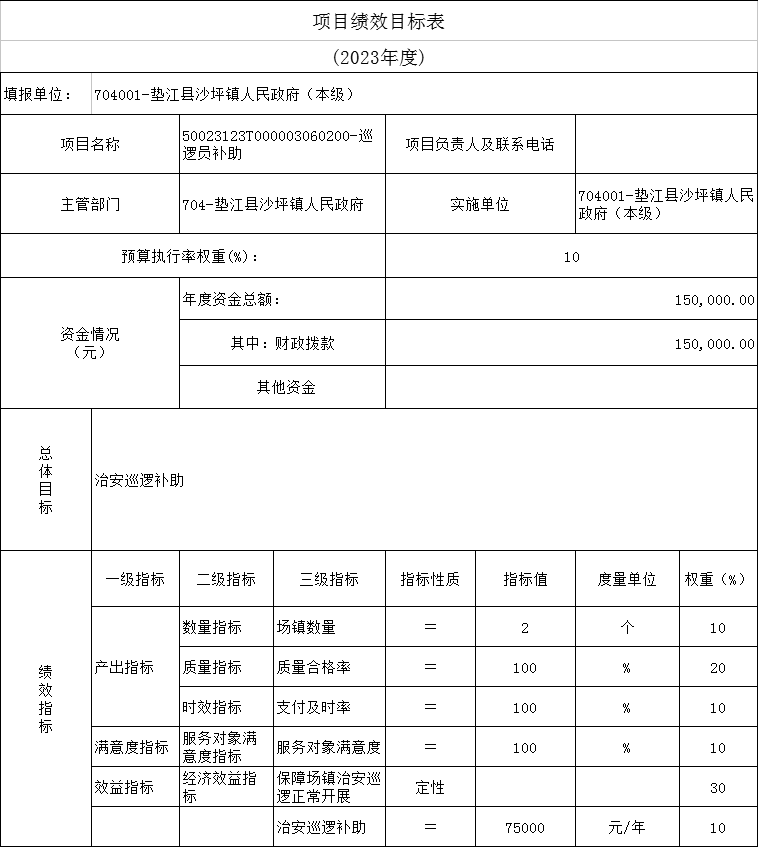 项目绩效目标表
(2023年度)
填报单位： 704001-垫江县沙坪镇人民政府（本级）
项目名称 50023123T000003060200-巡逻员补助 项目负责人及联系电话
主管部门 704-垫江县沙坪镇人民政府 实施单位 704001-垫江县沙坪镇人民政府（本级）
预算执行率权重(%)： 10
资金情况（元）
年度资金总额： 150,000.00
其中：财政拨款 150,000.00
其他资金
总体目标 治安巡逻补助
绩效指标
一级指标 二级指标 三级指标 指标性质 指标值 度量单位 权重（%）
产出指标 数量指标 场镇数量 ＝ 2 个 10
质量指标 质量合格率 ＝ 100 % 20
时效指标 支付及时率 ＝ 100 % 10
满意度指标 服务对象满意度指标 服务对象满意度 ＝ 100 % 10
效益指标 经济效益指标 保障场镇治安巡逻正常开展 定性 30
治安巡逻补助 ＝ 75000 元/年 10